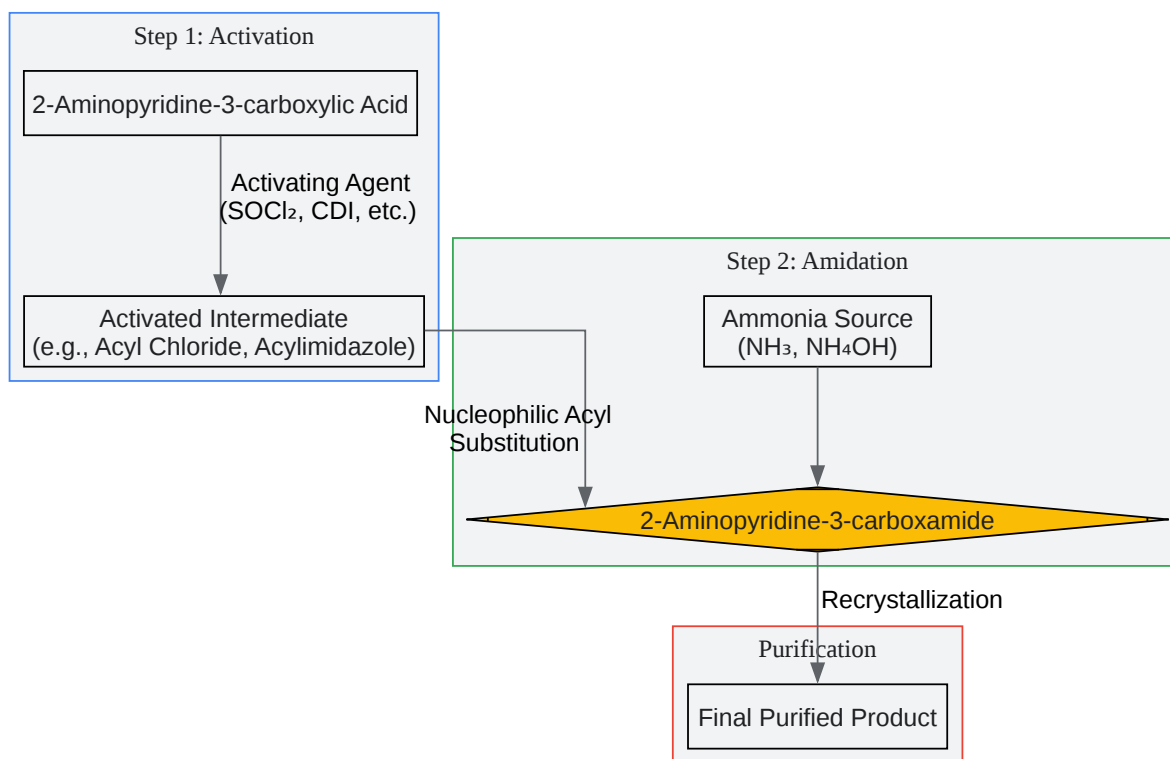 Step 1: Activation
2-Aminopyridine-3-carboxylic Acid
Activating Agent
(SOCl₂, CDI, etc.)
Activated Intermediate
(e.g., Acyl Chloride, Acylimidazole)
Step 2: Amidation
Ammonia Source
(NH₃, NH₄OH)
Nucleophilic Acyl
Substitution
2-Aminopyridine-3-carboxamide
Recrystallization
Purification
Final Purified Product